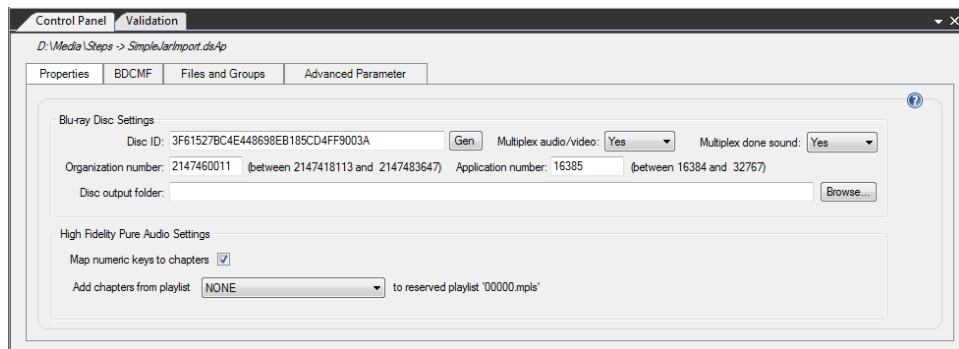 Control Panel Validation
D:\Media\Steps -> SimpleJarImport.dsAp
Properties BDCMF Files and Groups Advanced Parameter
Blu-ray Disc Settings
Disc ID: 3F61527BC4E448698EB185CD4FF9003A Gen Multiplex audio/video: Yes Multiplex done sound: Yes
Organization number: 2147460011 (between 2147418113 and 2147483647) Application number: 16385 (between 16384 and 32767)
Disc output folder: Browse...
High Fidelity Pure Audio Settings
Map numeric keys to chapters
Add chapters from playlist NONE to reserved playlist '00000.mpls'